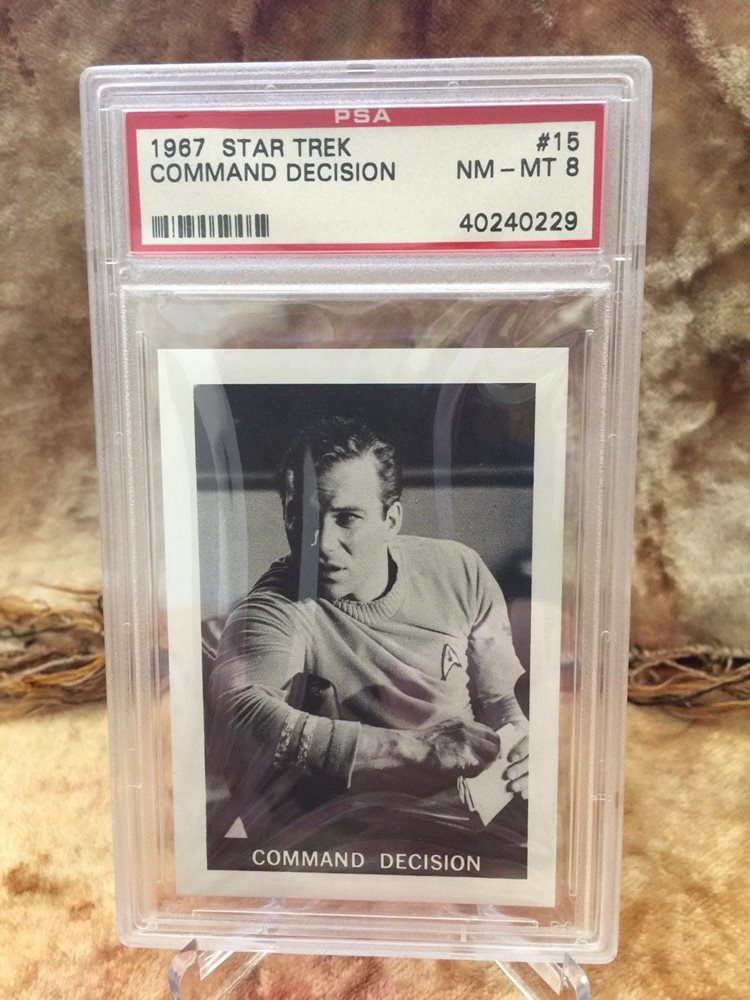 PSA
1967 STAR TREK #15
COMMAND DECISION NM-MT 8
40240229
COMMAND DECISION